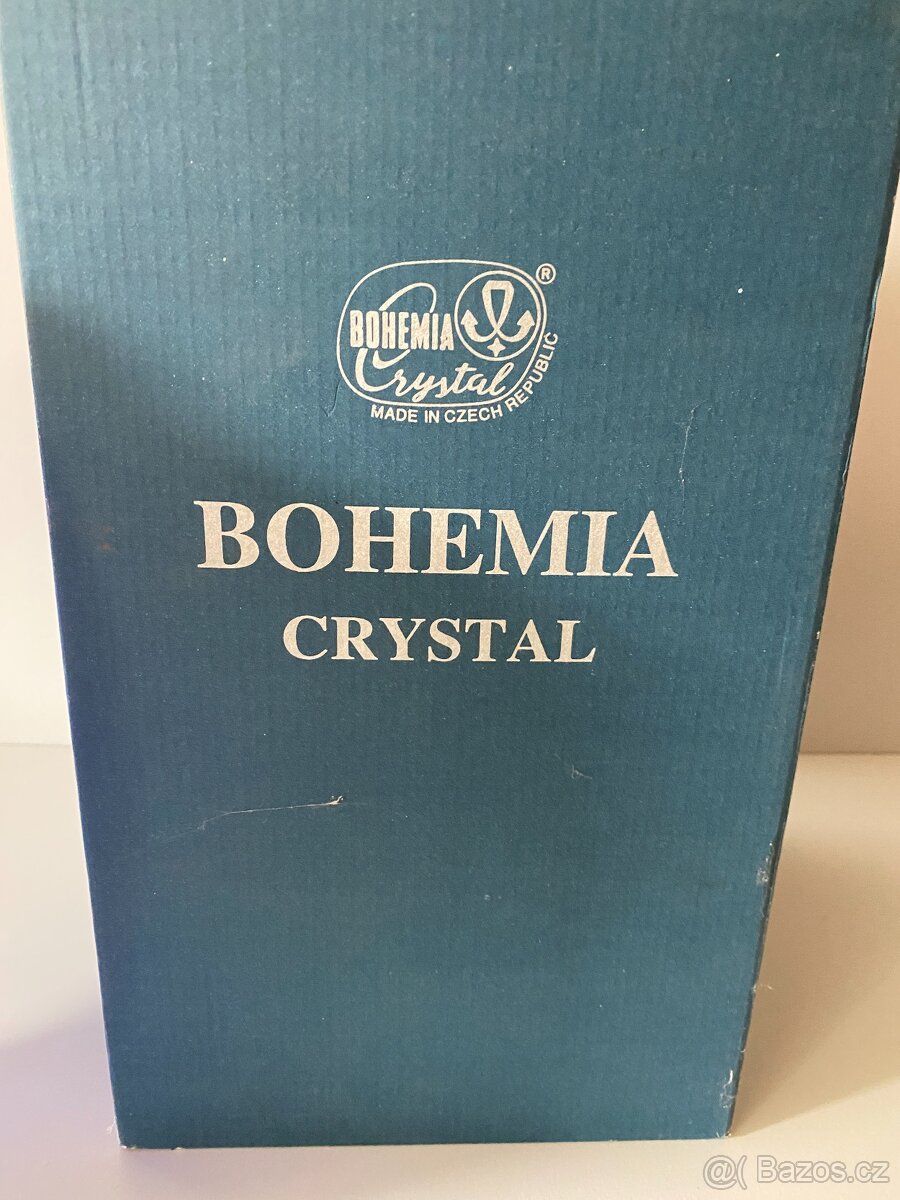 BOHEMIA
Crystal
®
MADE IN CZECH REPUBLIC
BOHEMIA
CRYSTAL
@( Bazos.cz